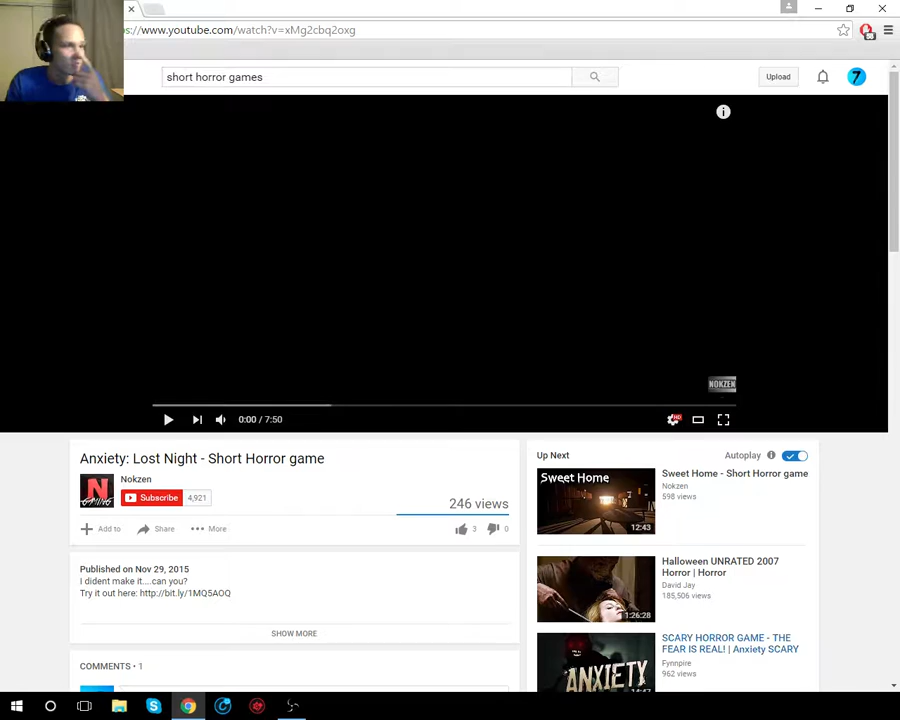 s://www.youtube.com/watch?v=xMg2cbq2oxg
short horror games
Upload
7
NOKZEN
0:00 / 7:50
HD
Anxiety: Lost Night - Short Horror game
Nokzen
N
GAMING
Subscribe 4,921
246 views
Add to Share More
3 0
Published on Nov 29, 2015
I dident make it....can you?
Try it out here: http://bit.ly/1MQ5AOQ
SHOW MORE
COMMENTS • 1
Up Next
Autoplay
Sweet Home
12:43
Sweet Home - Short Horror game
Nokzen
598 views
1:26:28
Halloween UNRATED 2007
Horror | Horror
David Jay
185,506 views
ANXIETY
14:47
SCARY HORROR GAME - THE
FEAR IS REAL! | Anxiety SCARY
Fynnpire
962 views